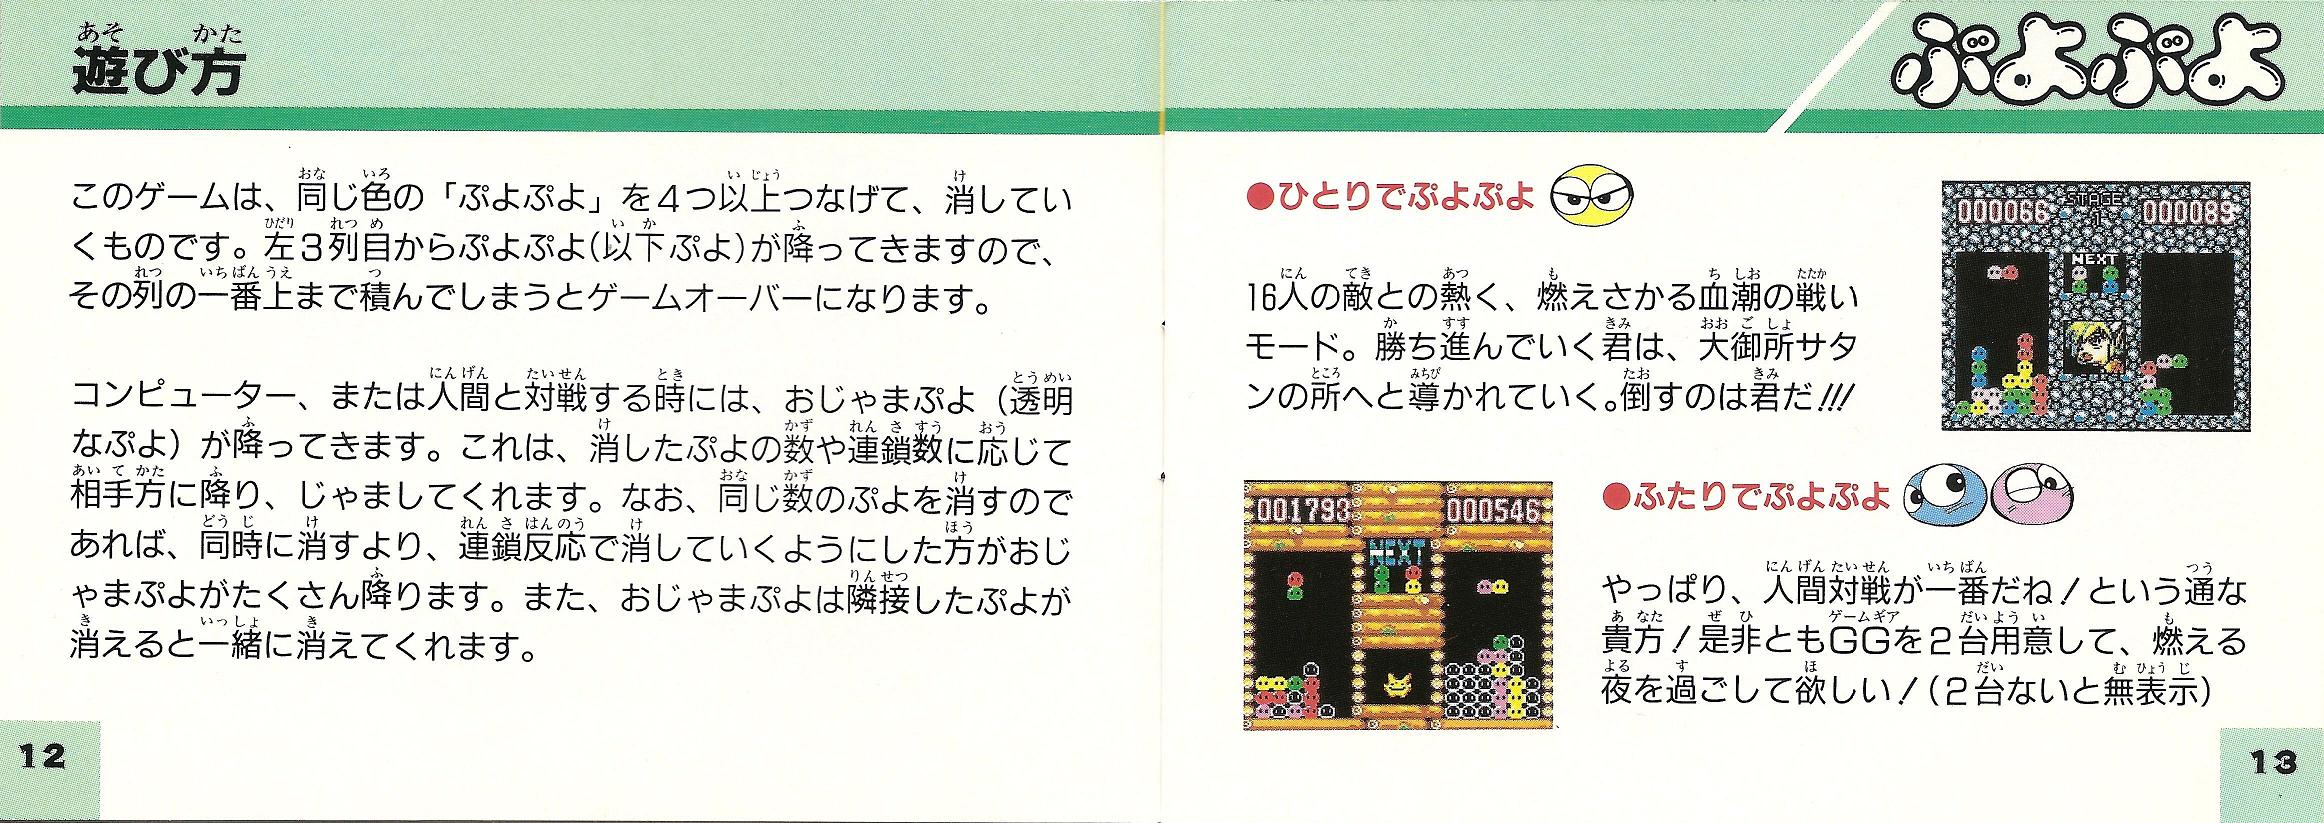 遊び方
このゲームは、同じ色の「ぷよぷよ」を４つ以上つなげて、消してい
くものです。左３列目からぷよぷよ(以下ぷよ)が降ってきますので、
その列の一番上まで積んでしまうとゲームオーバーになります。
コンピューター、または人間と対戦する時には、おじゃまぷよ（透明
なぷよ）が降ってきます。これは、消したぷよの数や連鎖数に応じて
相手方に降り、じゃましてくれます。なお、同じ数のぷよを消すので
あれば、同時に消すより、連鎖反応で消していくようにした方がおじ
ゃまぷよがたくさん降ります。また、おじゃまぷよは隣接したぷよが
消えると一緒に消えてくれます。
12
ぷよぷよ
●ひとりでぷよぷよ
16人の敵との熱く、燃えさかる血潮の戦い
モード。勝ち進んでいく君は、大御所サタ
ンの所へと導かれていく。倒すのは君だ!!!
000066 STAGE 000089
1
NEXT
●ふたりでぷよぷよ
やっぱり、人間対戦が一番だね！という通な
貴方！是非ともＧＧを２台用意して、燃える
夜を過ごして欲しい！(２台ないと無表示)
001793 000546
NEXT
13